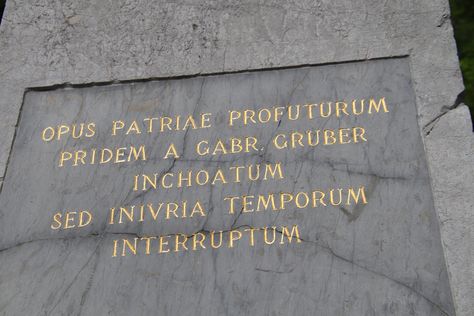 OPUS PATRIAE PROFUTURUM
PRIDEM A GABR. GRUBER
INCHOATUM
SED INIVRIA TEMPORUM
INTERRUPTUM